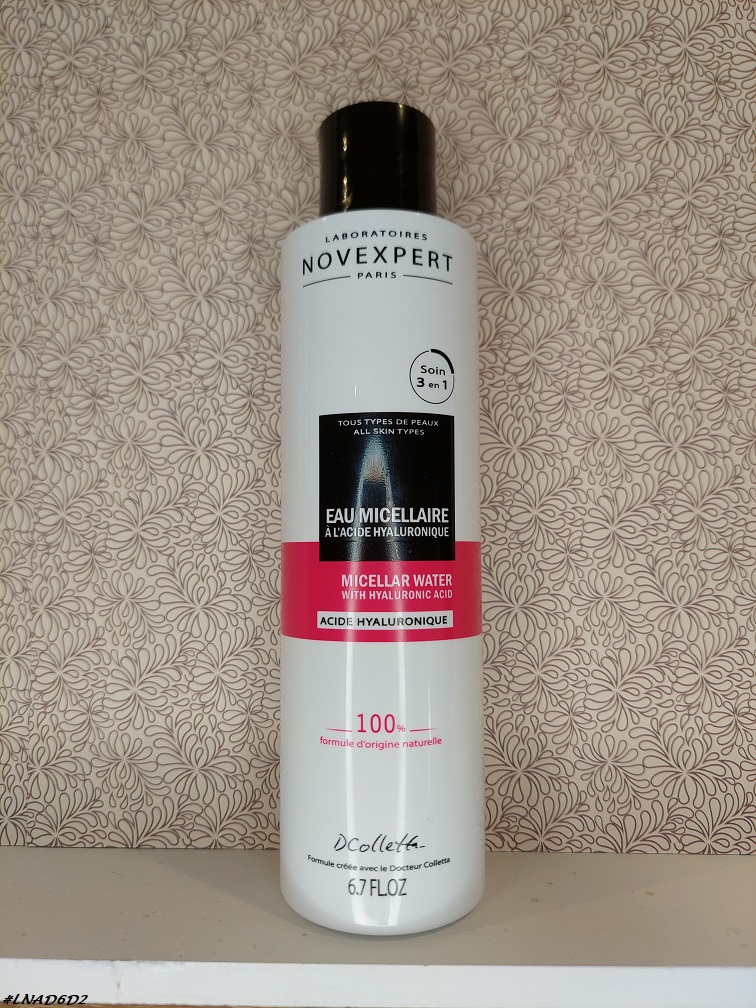 LABORATOIRES
NOVEXPERT
PARIS
Soin
3 en 1
TOUS TYPES DE PEAUX
ALL SKIN TYPES
EAU MICELLAIRE
À L'ACIDE HYALURONIQUE
MICELLAR WATER
WITH HYALURONIC ACID
ACIDE HYALURONIQUE
100%
formule d'origine naturelle
DColletta
Formule créée avec le Docteur Colletta
6.7 FL.OZ
#LNAD6D2